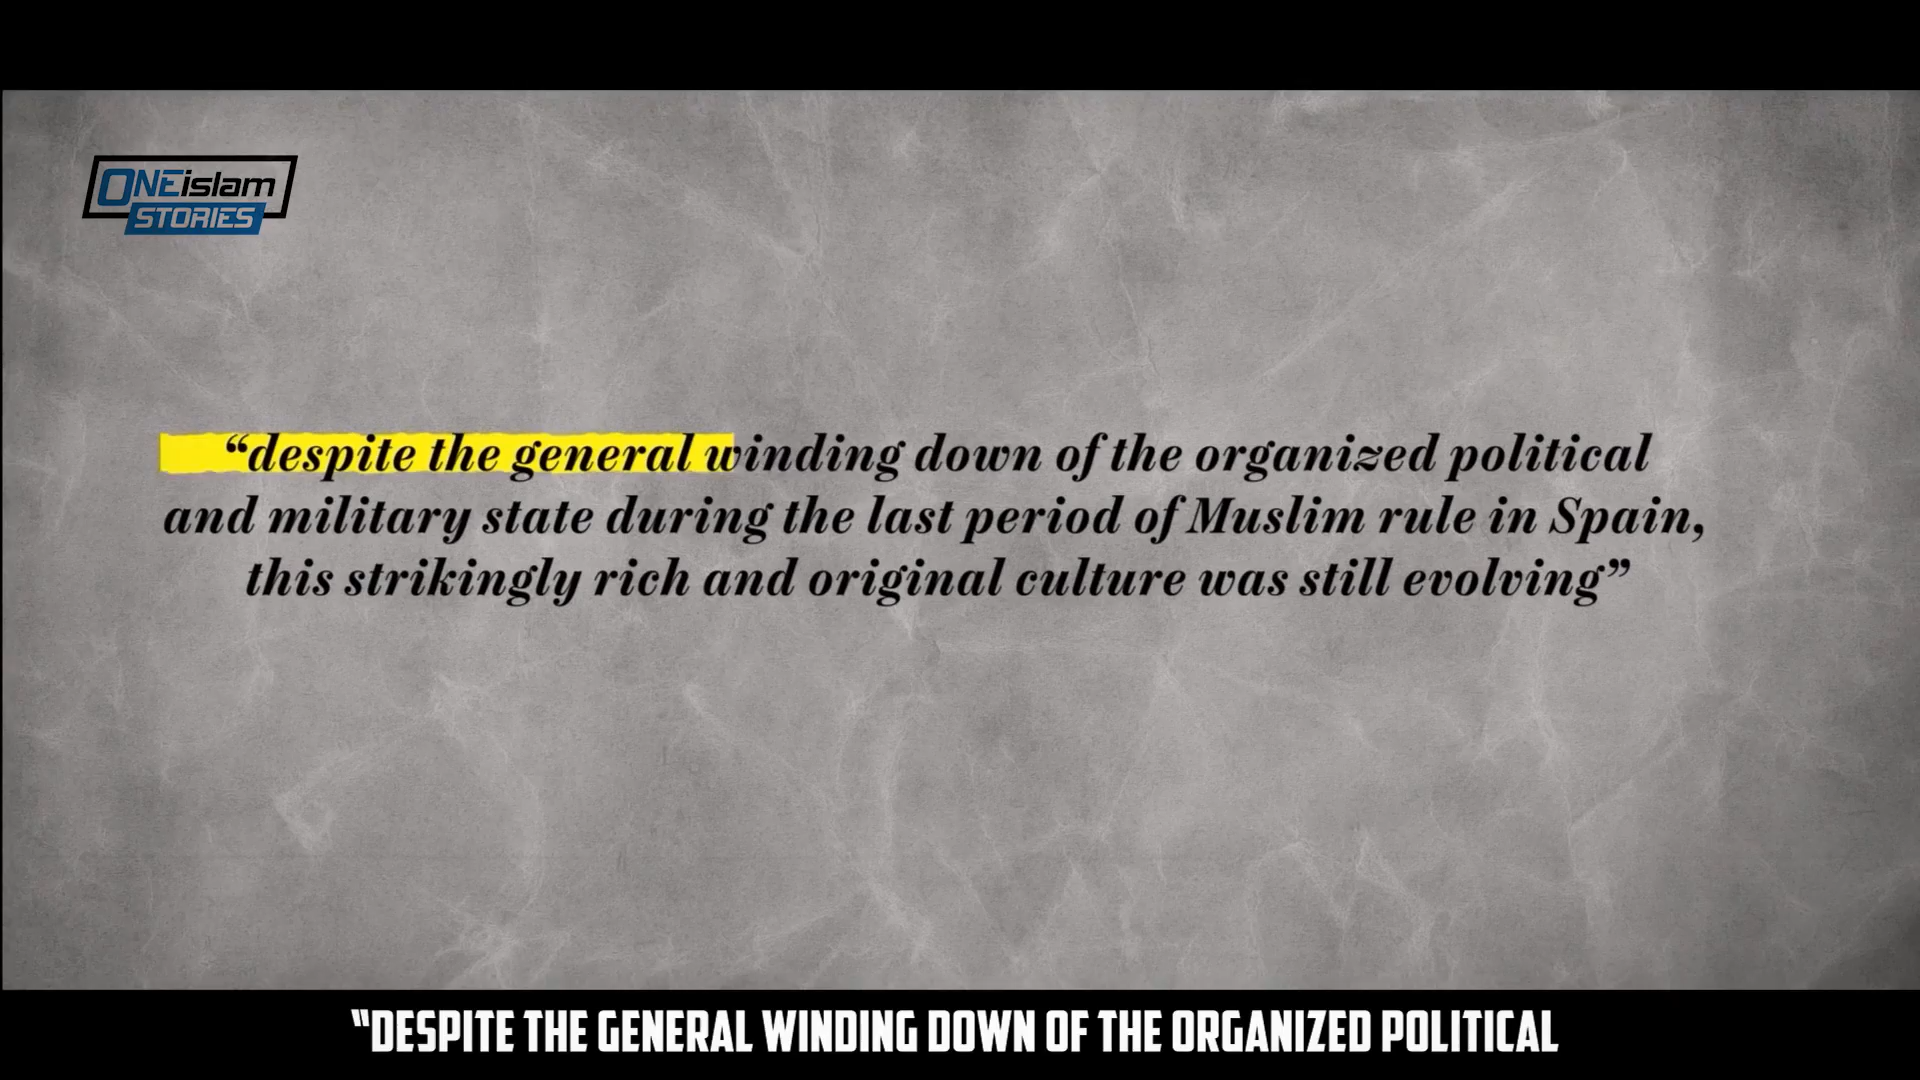 ONEislam
STORIES
“despite the general winding down of the organized political
and military state during the last period of Muslim rule in Spain,
this strikingly rich and original culture was still evolving”
“DESPITE THE GENERAL WINDING DOWN OF THE ORGANIZED POLITICAL